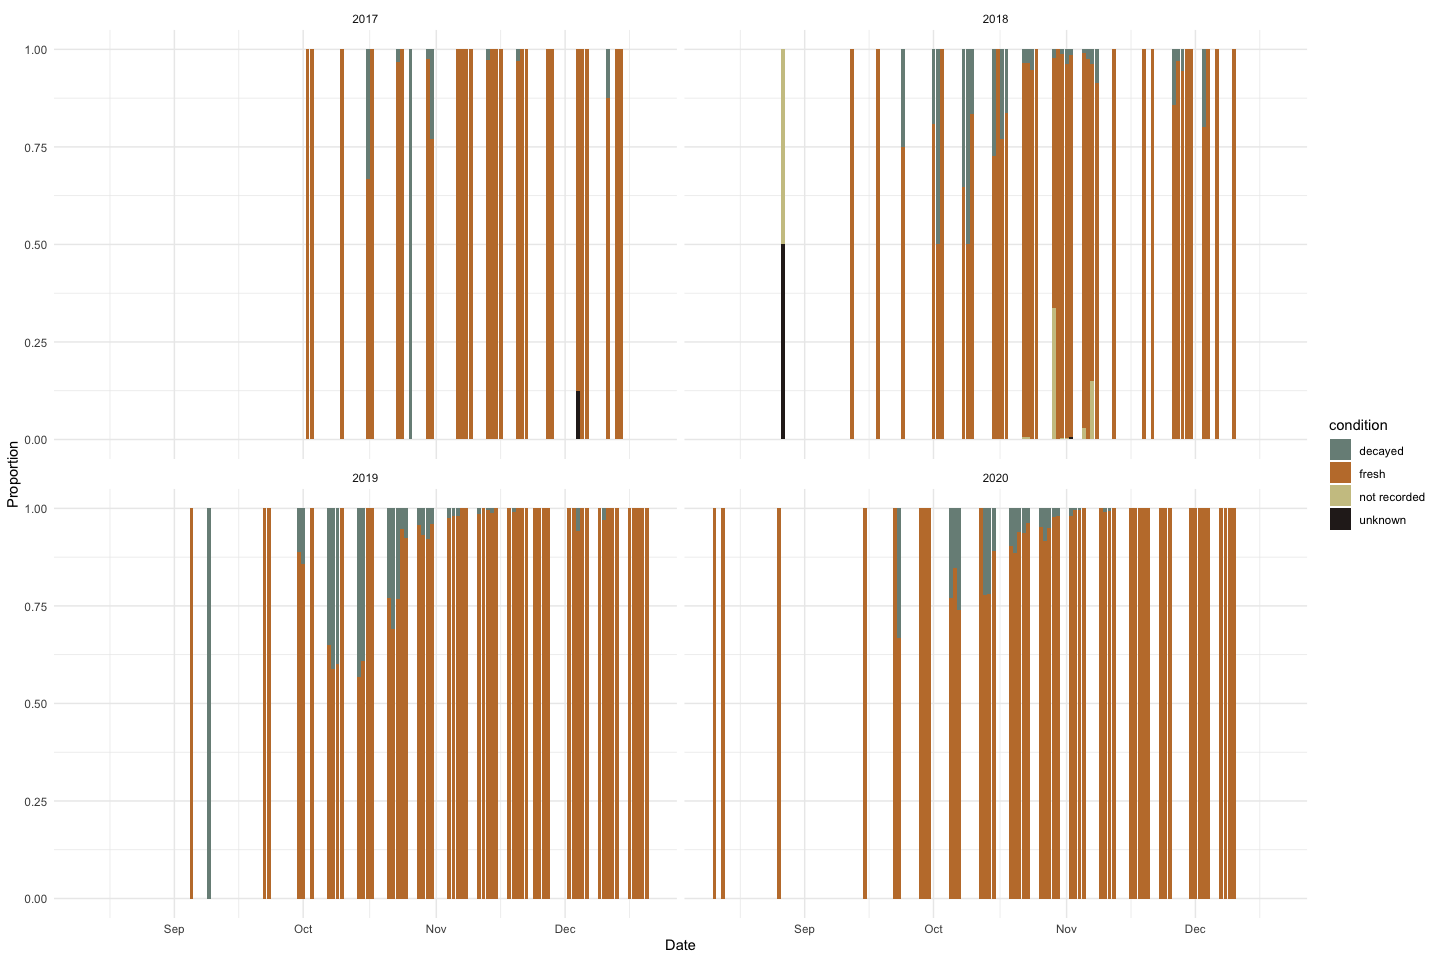 2017 2018
1.00
0.75
0.50
0.25
0.00
2019 2020
1.00
0.75
0.50
0.25
0.00
Sep Oct Nov Dec Sep Oct Nov Dec
Date
Proportion
condition
decayed
fresh
not recorded
unknown